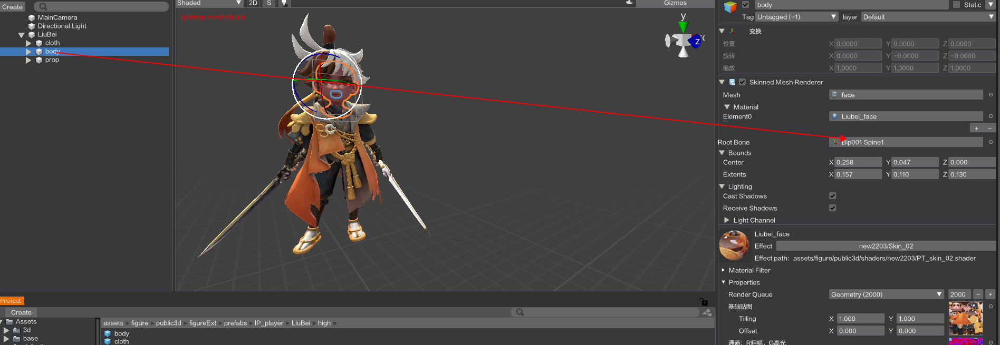 Create
MainCamera
Directional Light
LiuBei
cloth
body
prop
Shaded
2D
S
Gizmos
lightmap need rebuild
y
x
z
body
Static
Tag Untagged (-1) layer Default
变换
位置 X 0.0000 Y 0.0000 Z 0.0000
旋转 X 0.0000 Y -0.0000 Z -0.0000
缩放 X 1.0000 Y 1.0000 Z 1.0000
Skinned Mesh Renderer
Mesh face
Material
Element0 Liubei_face
+ -
Root Bone Bip001 Spine1
Bounds
Center X 0.258 Y 0.047 Z 0.000
Extents X 0.157 Y 0.110 Z 0.130
Lighting
Cast Shadows
Receive Shadows
Light Channel
Liubei_face
Effect new2203/Skin_02
Effect path: assets/figure/public3d/shaders/new2203/PT_skin_02.shader
Material Filter
Properties
Render Queue Geometry (2000) 2000 - +
基础贴图
Tilling X 1.000 Y 1.000
Offset X 0.000 Y 0.000
通道：R粗糙、G高光
Project
Create
Assets
3d
base
assets figure public3d figureExt prefabs IP_player LiuBei high
body
cloth